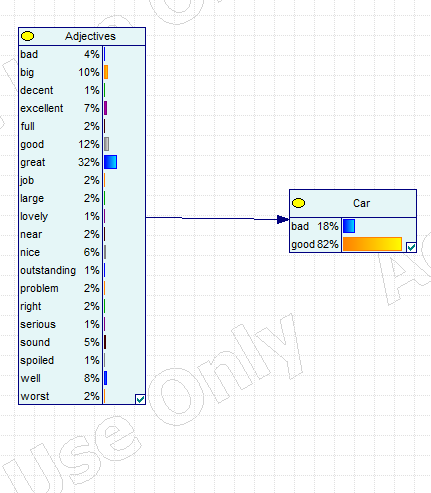 Adjectives
bad 4%
big 10%
decent 1%
excellent 7%
full 2%
good 12%
great 32%
job 2%
large 2%
lovely 1%
near 2%
nice 6%
outstanding 1%
problem 2%
right 2%
serious 1%
sound 5%
spoiled 1%
well 8%
worst 2%
Car
bad 18%
good 82%
use only